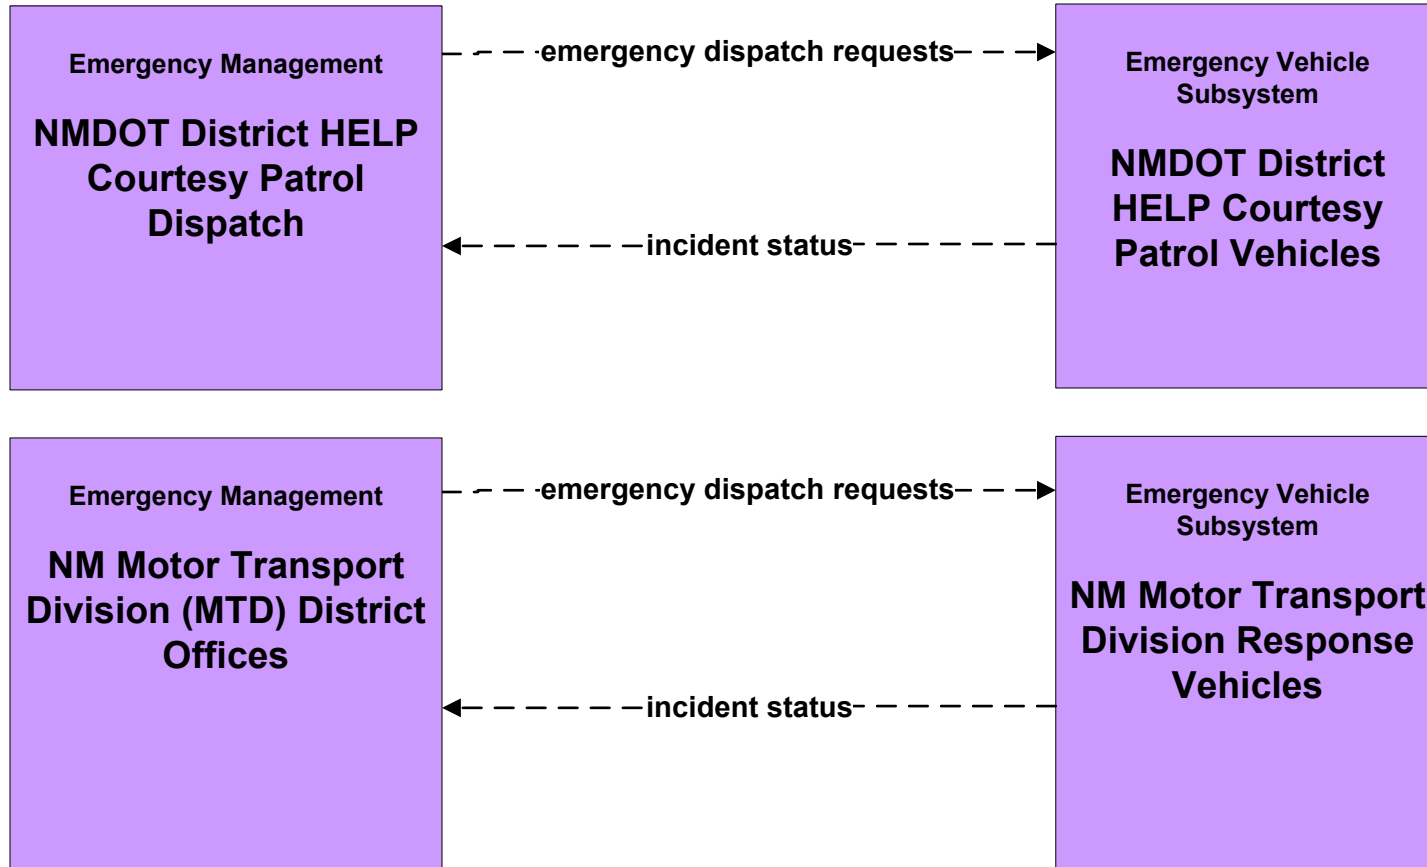 Emergency Management
NMDOT District HELP
Courtesy Patrol
Dispatch
emergency dispatch requests
incident status
Emergency Vehicle
Subsystem
NMDOT District
HELP Courtesy
Patrol Vehicles
Emergency Management
NM Motor Transport
Division (MTD) District
Offices
emergency dispatch requests
incident status
Emergency Vehicle
Subsystem
NM Motor Transport
Division Response
Vehicles